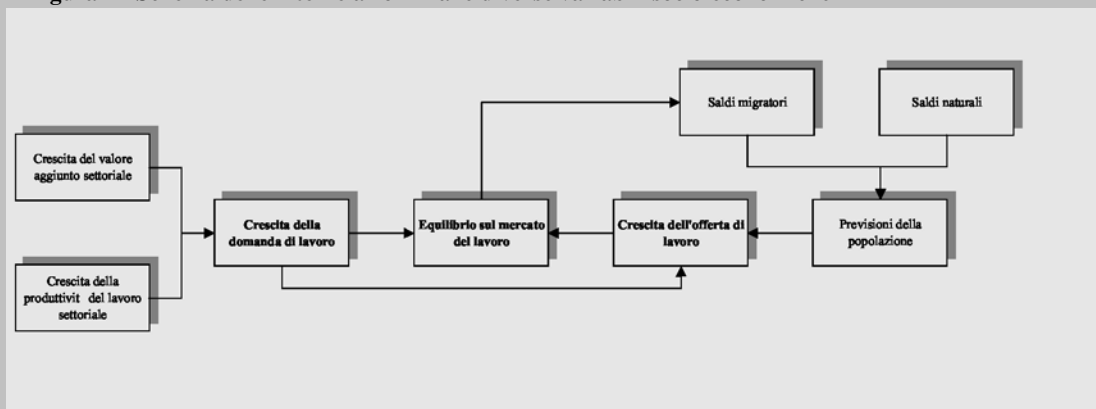 Saldi migratori
Saldi naturali
Crescita del valore
aggiunto settoriale
Crescita della
domanda di lavoro
Equilibrio sul mercato
del lavoro
Crescita dell'offerta di
lavoro
Previsioni della
popolazione
Crescita della
produttivit del lavoro
settoriale